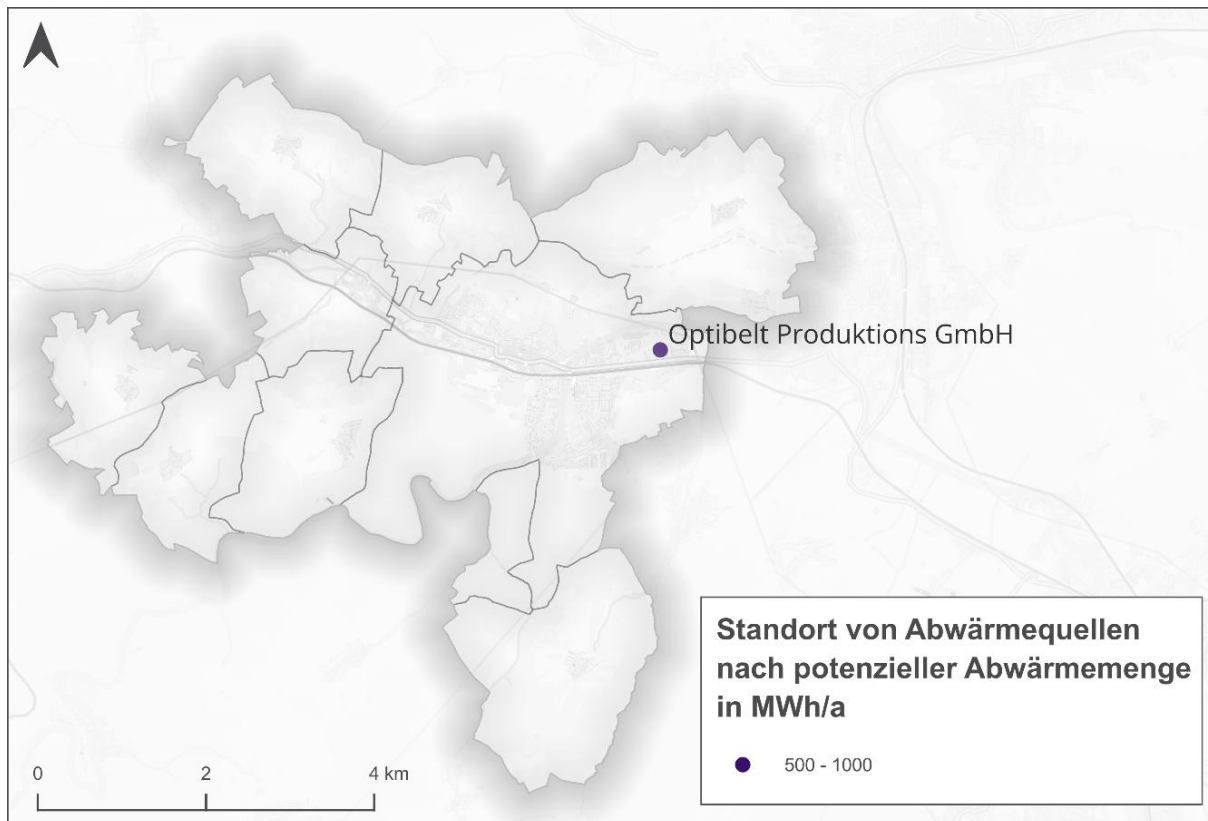 Optibelt Produktions GmbH
Standort von Abwärmequellen
nach potenzieller Abwärmemenge
in MWh/a
500 - 1000
0 2 4 km